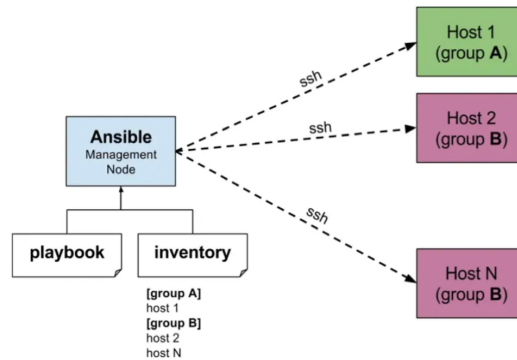 Host 1
(group A)
ssh
Host 2
(group B)
ssh
Ansible
Management
Node
ssh
playbook
inventory
Host N
(group B)
[group A]
host 1
[group B]
host 2
host N